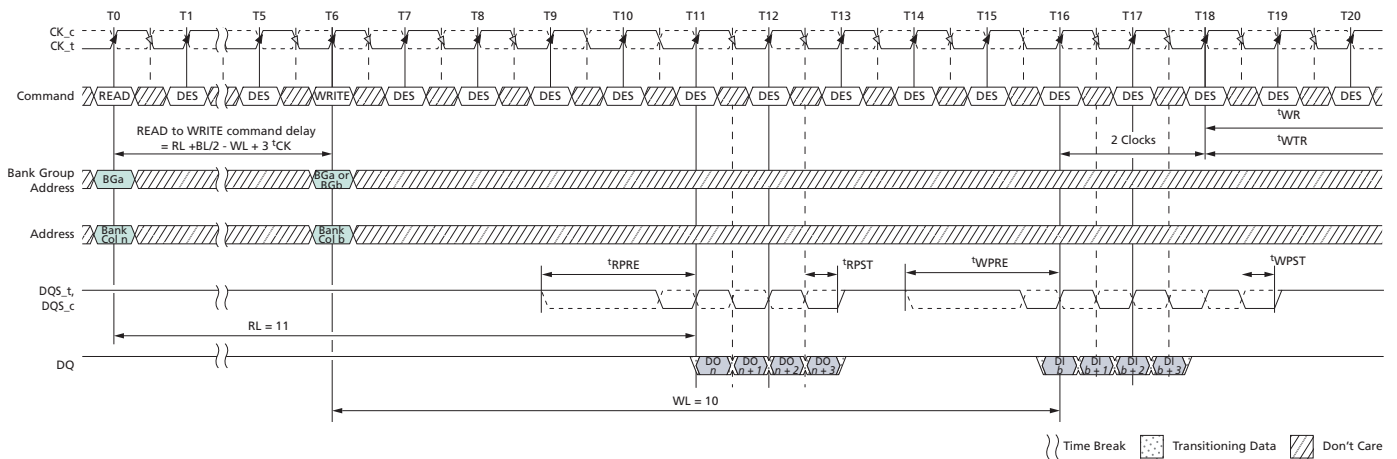 T0 T1 T5 T6 T7 T8 T9 T10 T11 T12 T13 T14 T15 T16 T17 T18 T19 T20
CK_c
CK_t
Command READ DES DES WRITE DES DES DES DES DES DES DES DES DES DES DES DES DES DES
tWR
READ to WRITE command delay
= RL +BL/2 - WL + 3 tCK
2 Clocks
tWTR
Bank Group
Address
BGa
BGa or
BGb
Address
Bank
Col n
Bank
Col b
tRPRE tRPST tWPRE tWPST
DQS_t,
DQS_c
RL = 11
DQ
DO
n
DO
n + 1
DO
n + 2
DO
n + 3
DI
b
DI
b + 1
DI
b + 2
DI
b + 3
WL = 10
Time Break Transitioning Data Don't Care